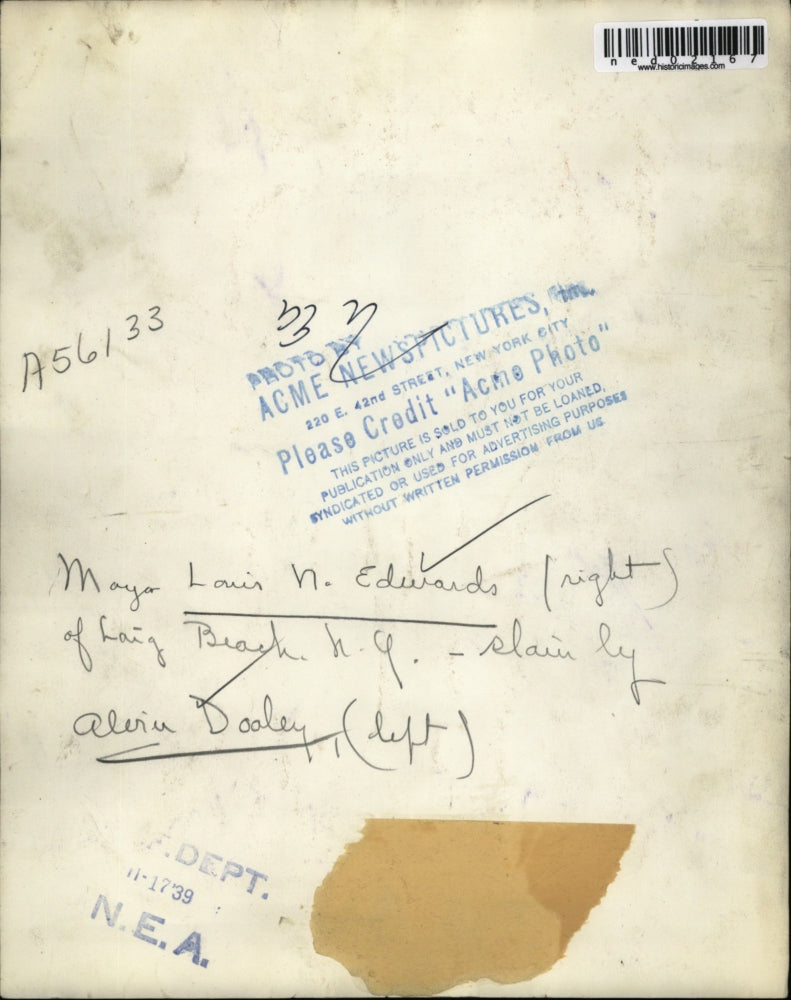 ned02167
www.historicimages.com
A56133
PHOTO BY
ACME NEWSPICTURES, Inc.
220 E. 42nd STREET, NEW YORK CITY
Please Credit "Acme Photo"
THIS PICTURE IS SOLD TO YOU FOR YOUR
PUBLICATION ONLY AND MUST NOT BE LOANED,
SYNDICATED OR USED FOR ADVERTISING PURPOSES
WITHOUT WRITTEN PERMISSION FROM US
Mayor Louis N. Edwards (right)
of Long Beach. N.Y. - slain by
Alvin Dooley, (left)
.DEPT.
11-17'39
N.E.A.